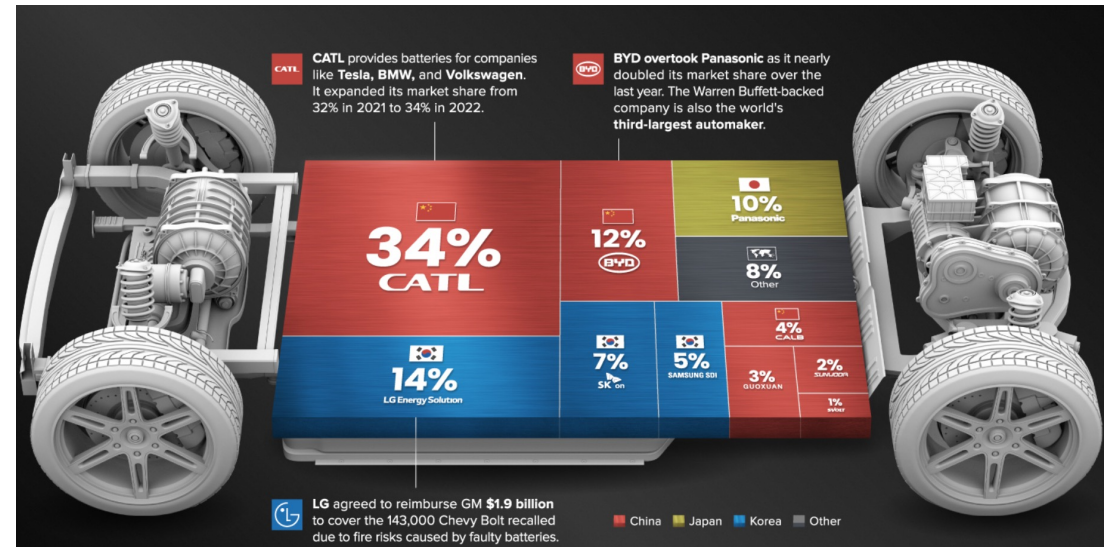 CATL
CATL provides batteries for companies
like Tesla, BMW, and Volkswagen.
It expanded its market share from
32% in 2021 to 34% in 2022.
BYD
BYD overtook Panasonic as it nearly
doubled its market share over the
last year. The Warren Buffett-backed
company is also the world's
third-largest automaker.
34%
CATL
12%
BYD
10%
Panasonic
8%
Other
14%
LG Energy Solution
7%
SK on
5%
SAMSUNG SDI
4%
CALB
3%
GUOXUAN
2%
SUNWODA
1%
LG agreed to reimburse GM $1.9 billion
to cover the 143,000 Chevy Bolt recalled
due to fire risks caused by faulty batteries.
China
Japan
Korea
Other